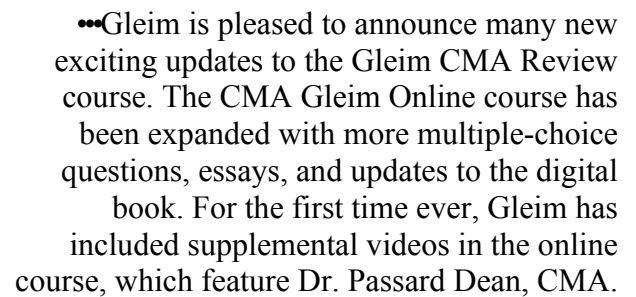 •••Gleim is pleased to announce many new
exciting updates to the Gleim CMA Review
course. The CMA Gleim Online course has
been expanded with more multiple-choice
questions, essays, and updates to the digital
book. For the first time ever, Gleim has
included supplemental videos in the online
course, which feature Dr. Passard Dean, CMA.